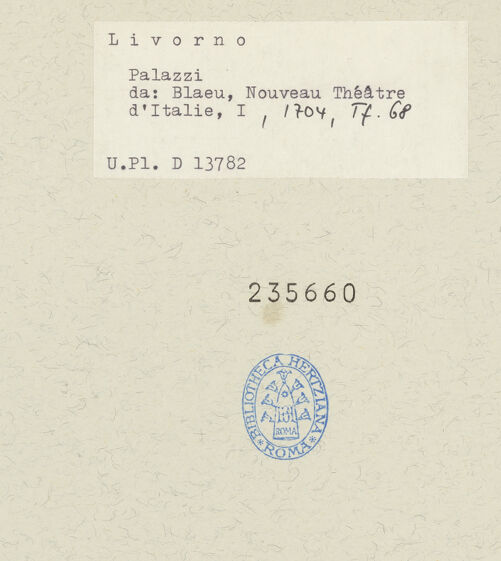 Livorno
Palazzi
da: Blaeu, Nouveau Théâtre
d'Italie, I, 1704, Tf. 68
U.Pl. D 13782
235660
BIBLIOTHECA HERTZIANA
ROMA
*ROMA*